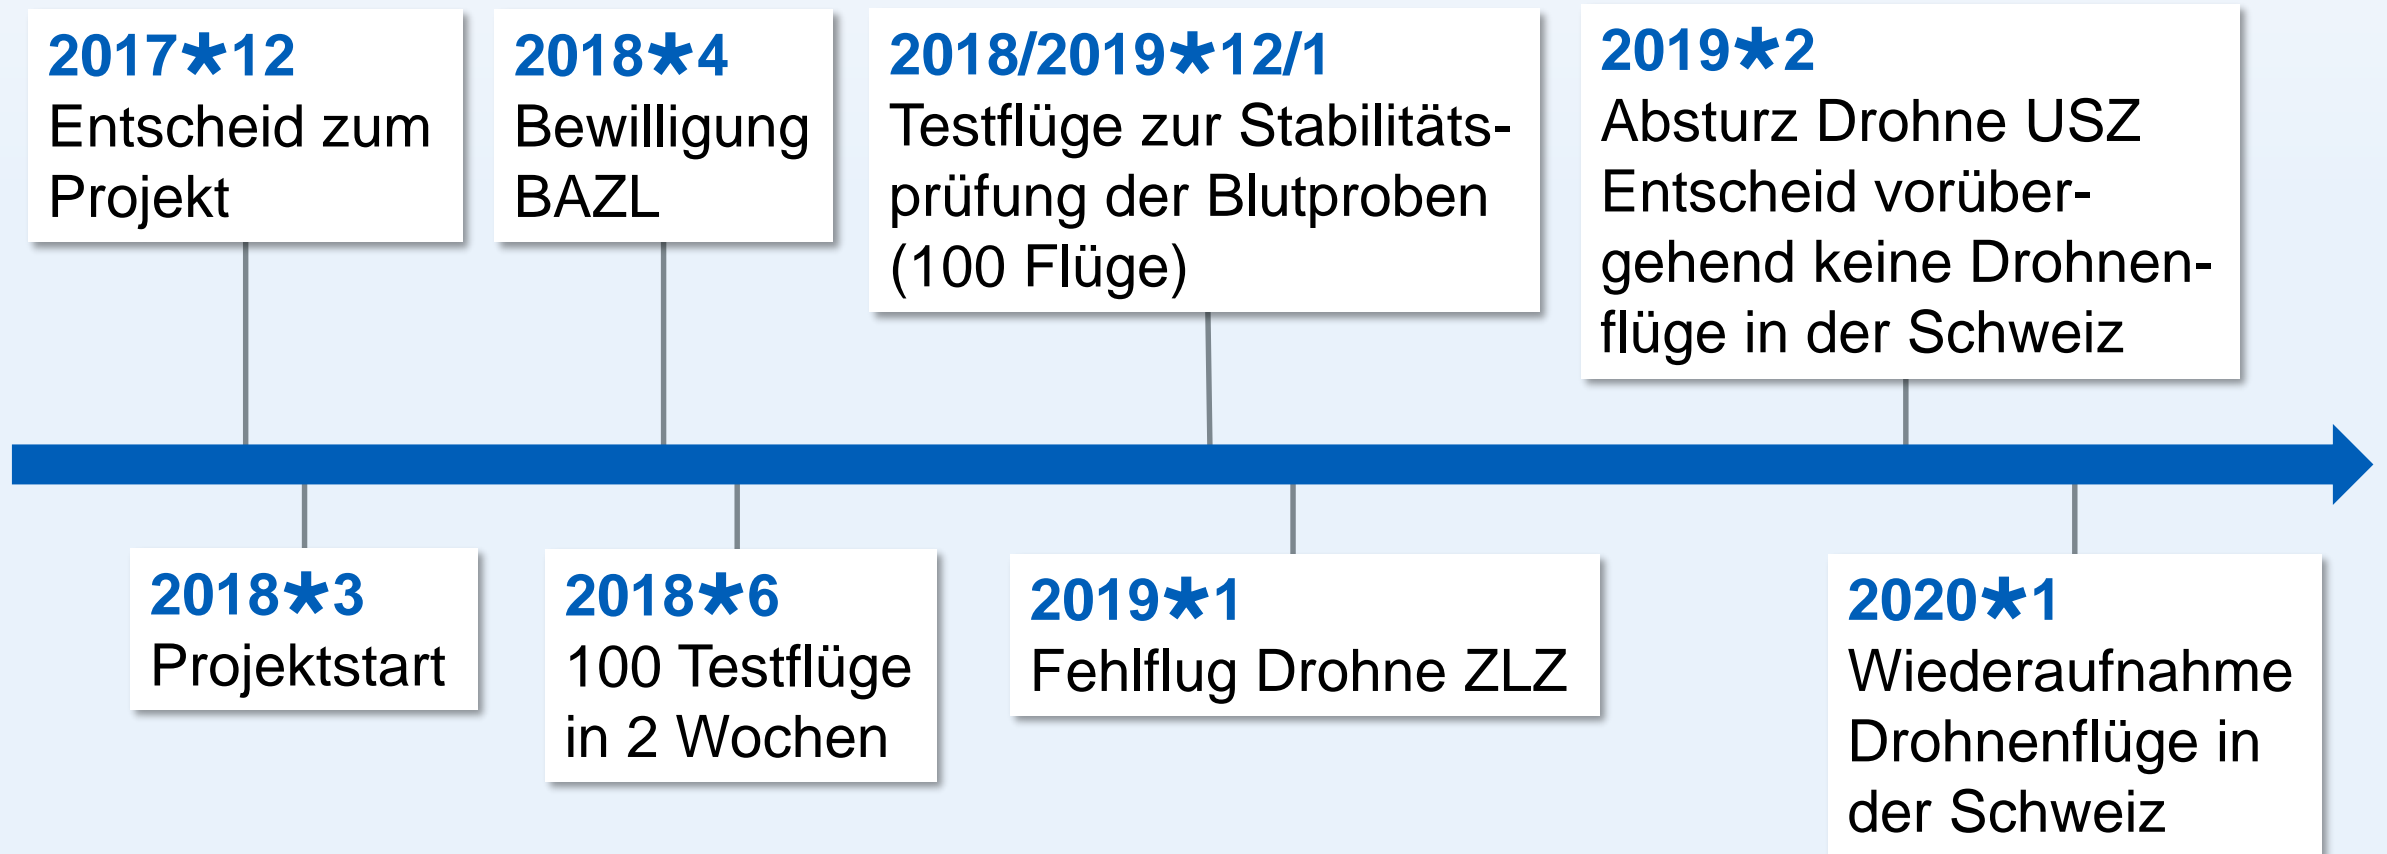 2017*12
Entscheid zum
Projekt
2018*4
Bewilligung
BAZL
2018/2019*12/1
Testflüge zur Stabilitäts-
prüfung der Blutproben
(100 Flüge)
2019*2
Absturz Drohne USZ
Entscheid vorüber-
gehend keine Drohnen-
flüge in der Schweiz
2018*3
Projektstart
2018*6
100 Testflüge
in 2 Wochen
2019*1
Fehlflug Drohne ZLZ
2020*1
Wiederaufnahme
Drohnenflüge in
der Schweiz